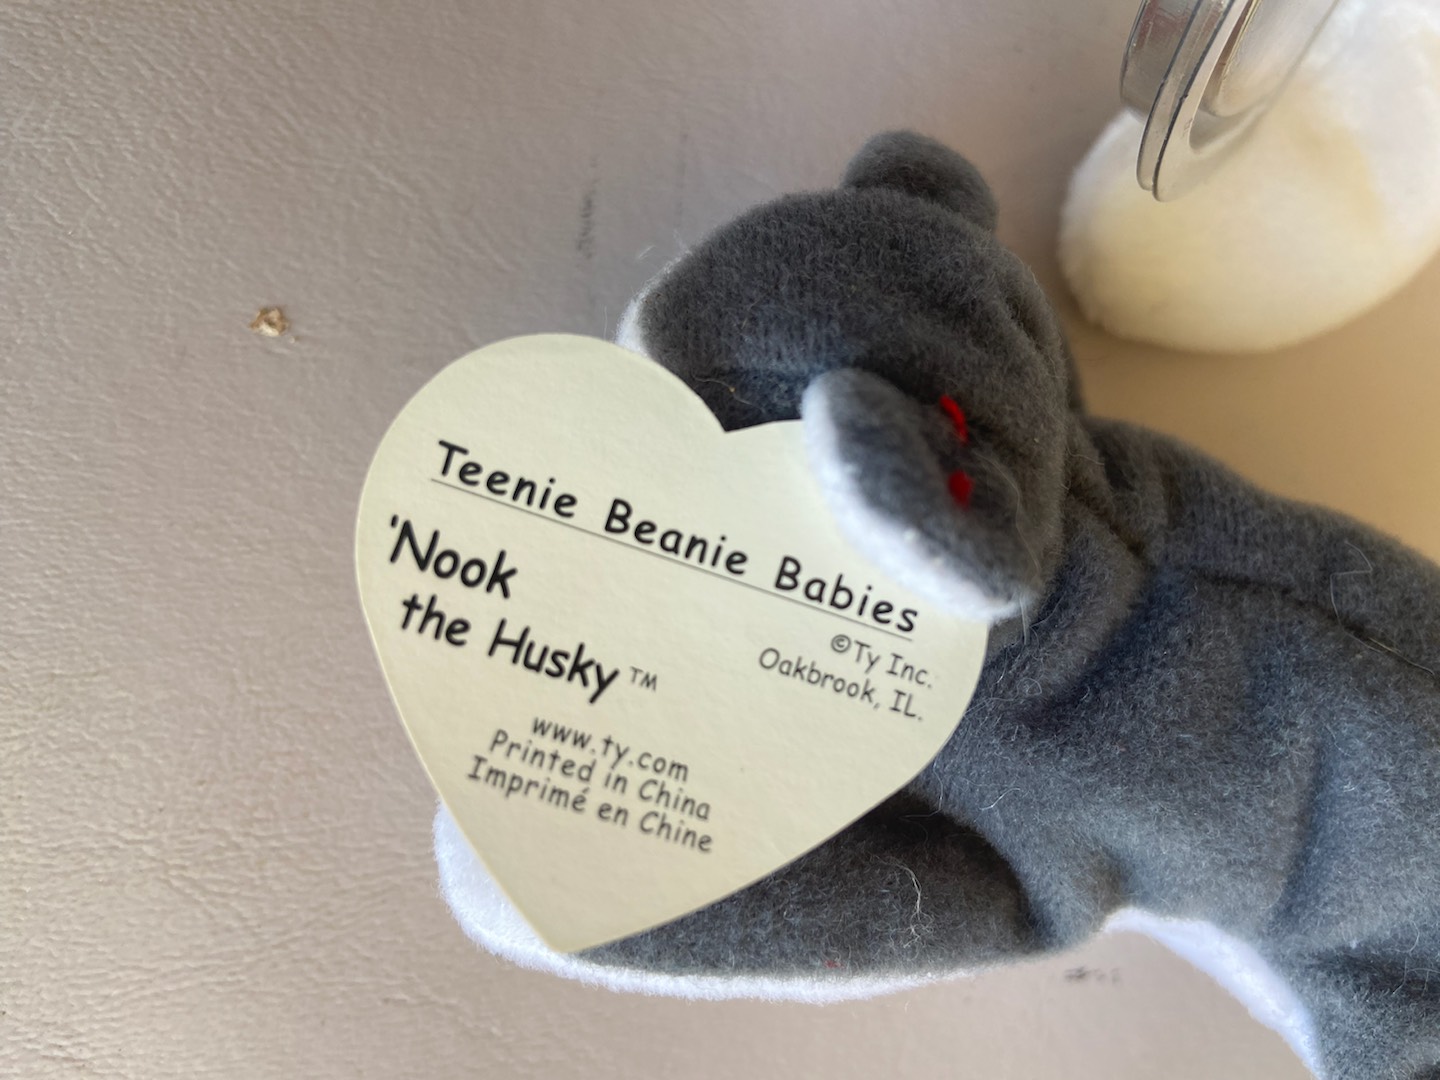 Teenie Beanie Babies
'Nook
the Husky™
©Ty Inc.
Oakbrook, IL.
www.ty.com
Printed in China
Imprimé en Chine